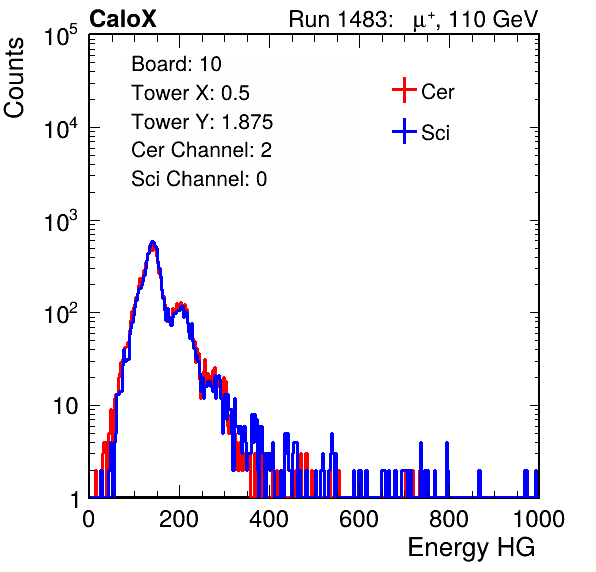 CaloX Run 1483: μ⁺, 110 GeV
Counts
10⁵
10⁴
10³
10²
10
1
Board: 10
Tower X: 0.5
Tower Y: 1.875
Cer Channel: 2
Sci Channel: 0
Cer
Sci
0 200 400 600 800 1000
Energy HG